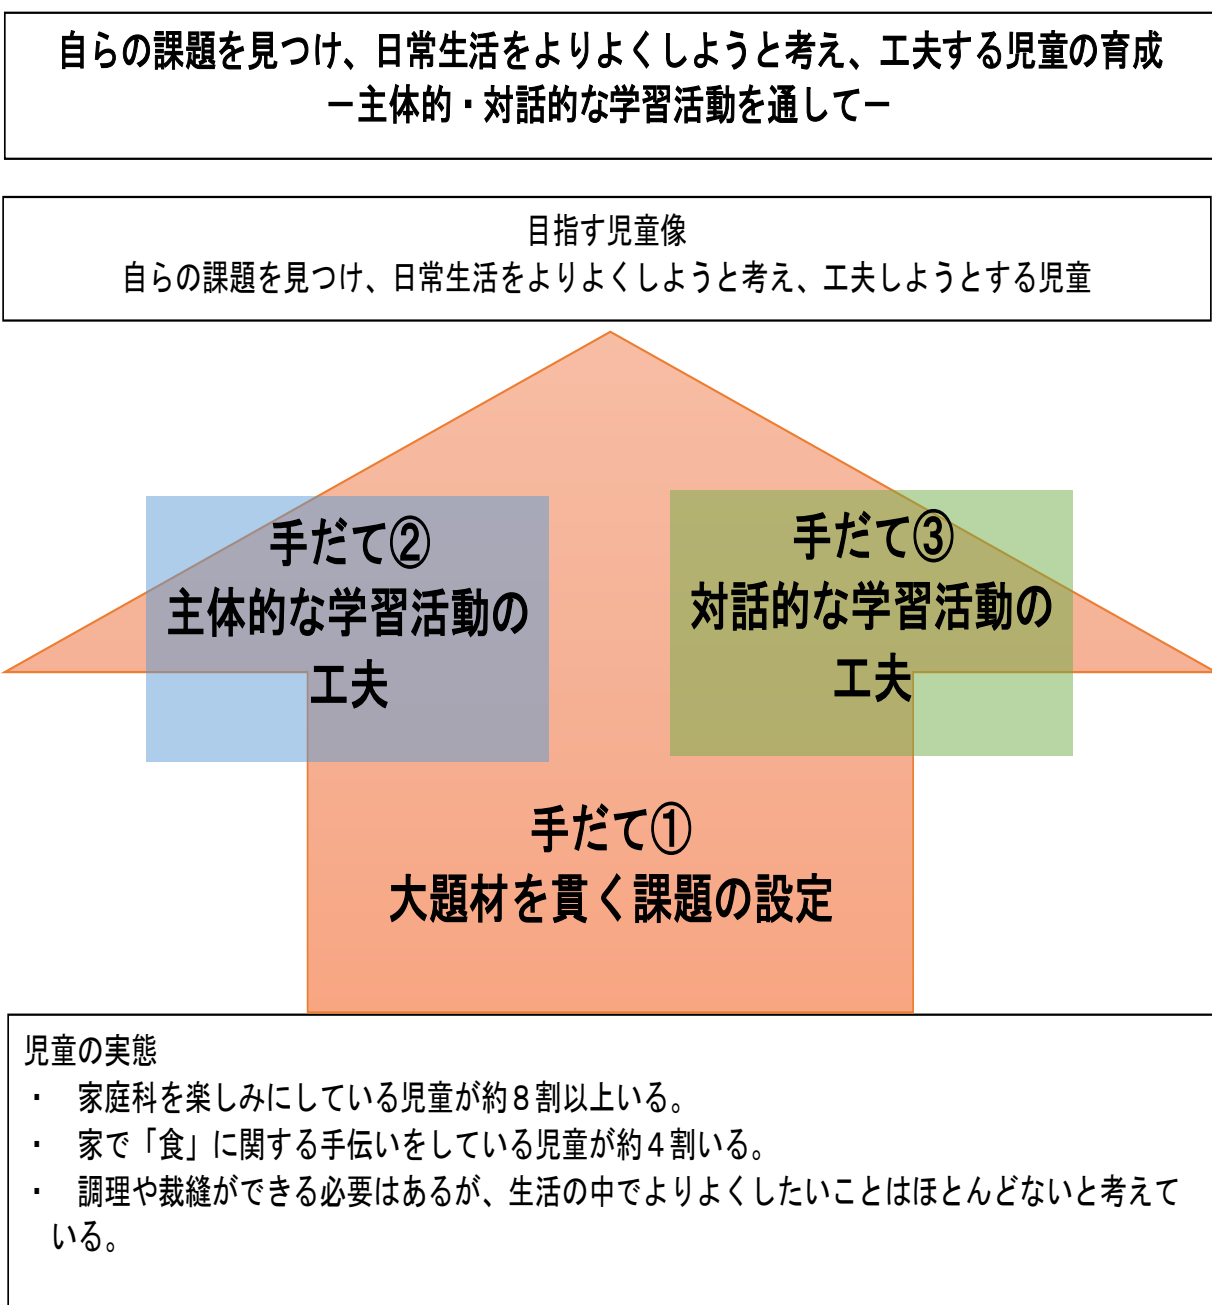 自らの課題を見つけ、日常生活をよりよくしようと考え、工夫する児童の育成
－主体的・対話的な学習活動を通して－
目指す児童像
自らの課題を見つけ、日常生活をよりよくしようと考え、工夫しようとする児童
手だて②
主体的な学習活動の
工夫
手だて③
対話的な学習活動の
工夫
手だて①
大題材を貫く課題の設定
児童の実態
・　家庭科を楽しみにしている児童が約８割以上いる。
・　家で「食」に関する手伝いをしている児童が約４割いる。
・　調理や裁縫ができる必要はあるが、生活の中でよりよくしたいことはほとんどないと考えて
いる。